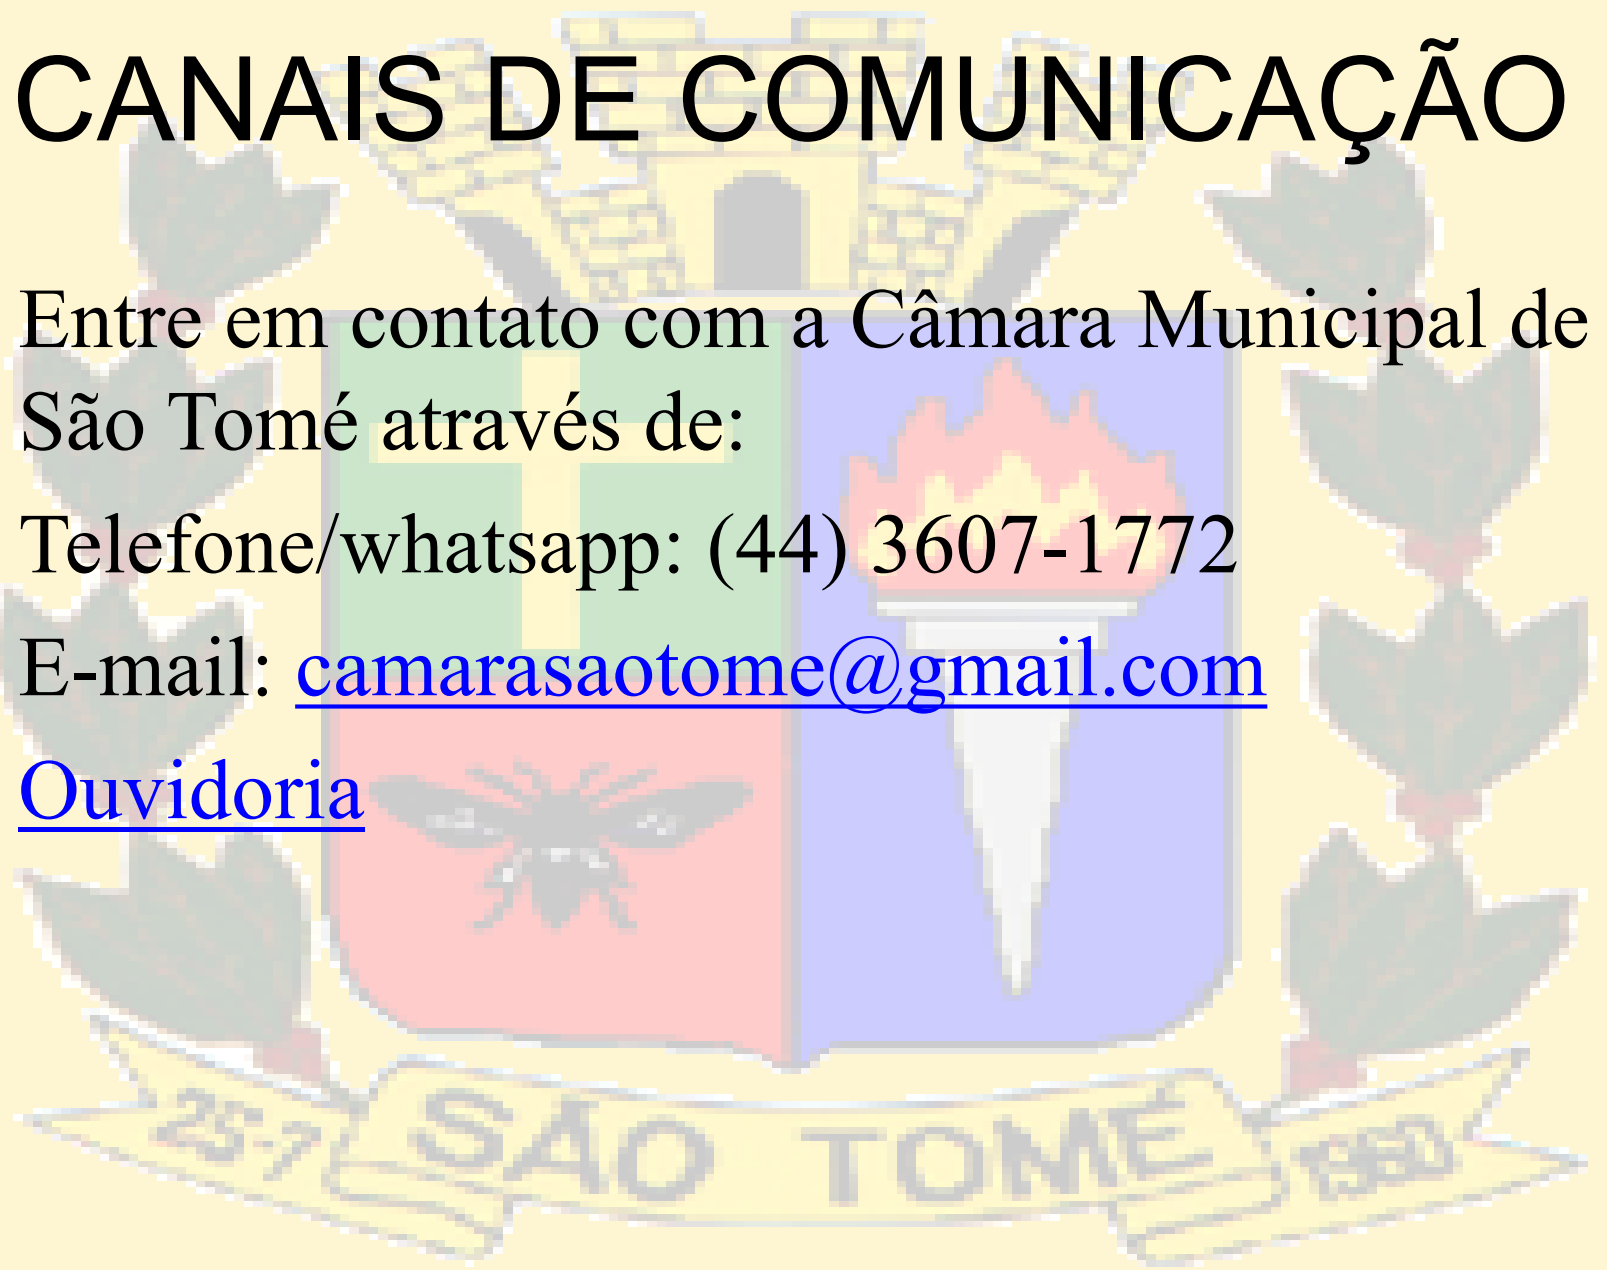 CANAIS DE COMUNICAÇÃO
Entre em contato com a Câmara Municipal de
São Tomé através de:
Telefone/whatsapp: (44) 3607-1772
E-mail: camarasaotome@gmail.com
Ouvidoria
25-7 SÃO TOMÉ 1960